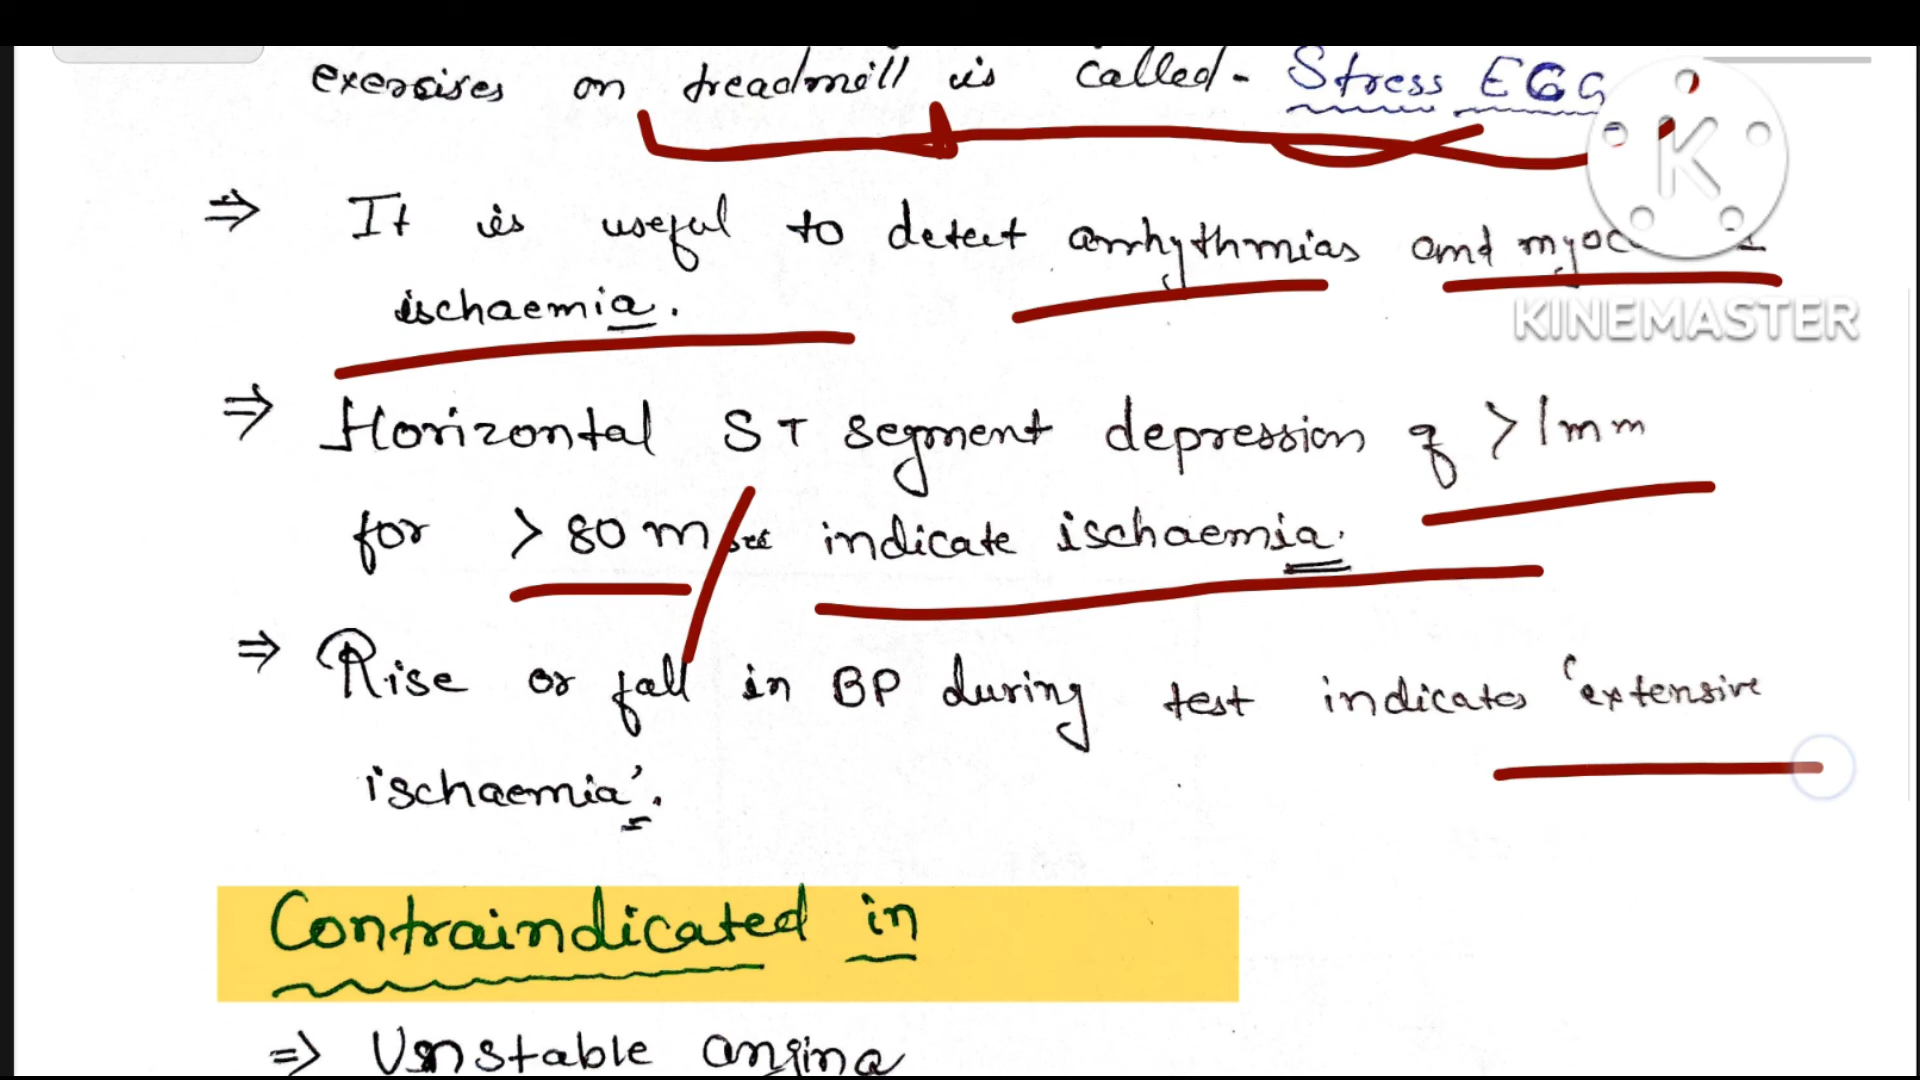 exercises on treadmill is called - Stress ECG
⇒ It is useful to detect arrhythmias and
KINEMASTER
ischaemia.
⇒ Horizontal ST segment depression of >1mm
for > 80 msec indicate ischaemia.
⇒ Rise or fall in BP during test indicates 'extensive
ischaemia'.
Contraindicated in
⇒ Unstable angina